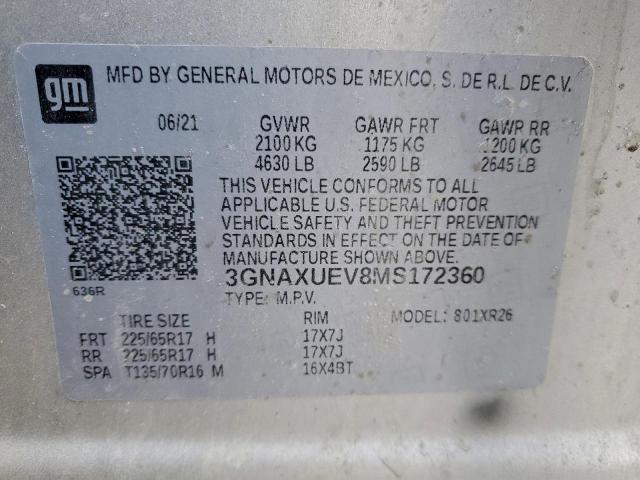 gm
MFD BY GENERAL MOTORS DE MEXICO, S. DE R.L. DE C.V.
06/21 GVWR GAWR FRT GAWR RR
2100 KG 1175 KG 1200 KG
4630 LB 2590 LB 2645 LB
THIS VEHICLE CONFORMS TO ALL
APPLICABLE U.S. FEDERAL MOTOR
VEHICLE SAFETY AND THEFT PREVENTION
STANDARDS IN EFFECT ON THE DATE OF
MANUFACTURE SHOWN ABOVE.
3GNAXUEV8MS172360
636R
TYPE: M.P.V.
TIRE SIZE RIM MODEL: 801XR26
FRT 225/65R17 H 17X7J
RR 225/65R17 H 17X7J
SPA T135/70R16 M 16X4BT